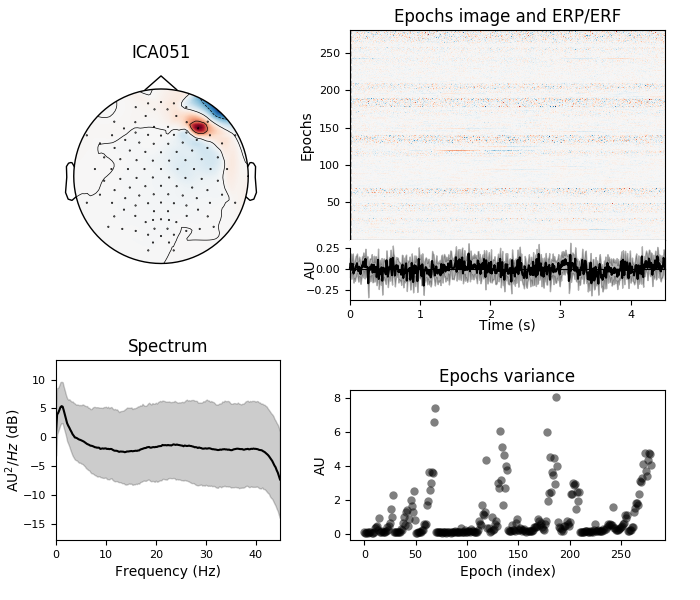 ICA051
Epochs image and ERP/ERF
Epochs
250
200
150
100
50
AU
0.25
0.00
−0.25
0 1 2 3 4
Time (s)
Spectrum
AU²/Hz (dB)
10
5
0
−5
−10
−15
0 10 20 30 40
Frequency (Hz)
Epochs variance
AU
8
6
4
2
0
0 50 100 150 200 250
Epoch (index)